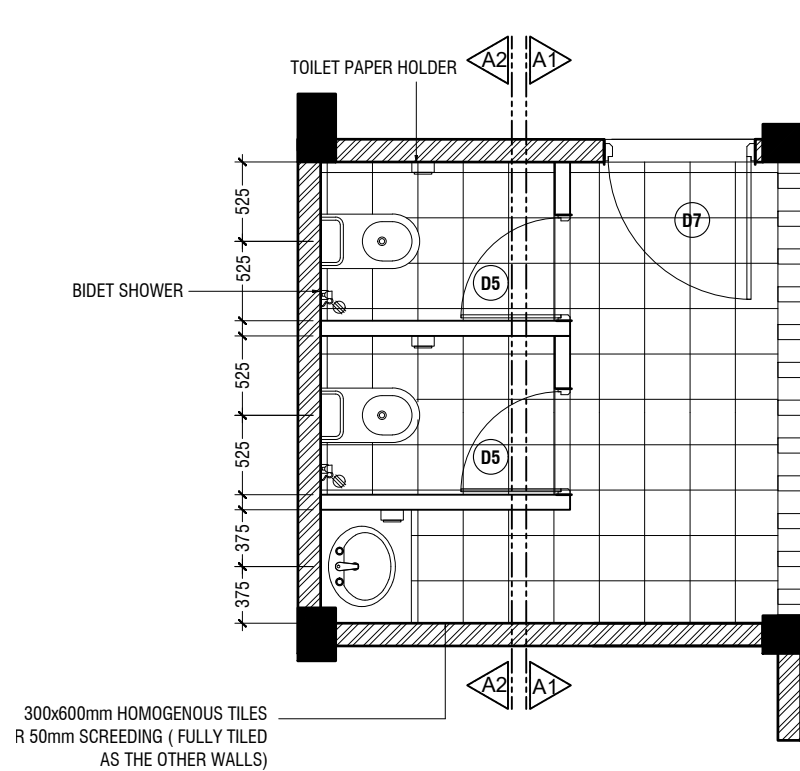 A2
A1
TOILET PAPER HOLDER
525
D7
525
D5
BIDET SHOWER
525
525
D5
375
375
A2
A1
300x600mm HOMOGENOUS TILES
R 50mm SCREEDING ( FULLY TILED
AS THE OTHER WALLS)